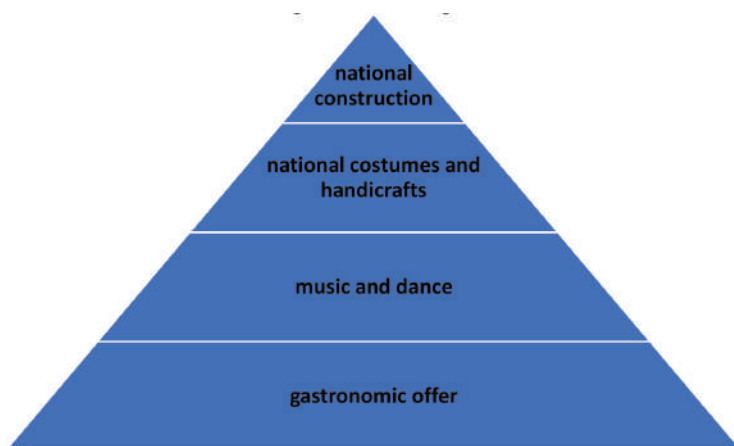 national
construction
national costumes and
handicrafts
music and dance
gastronomic offer